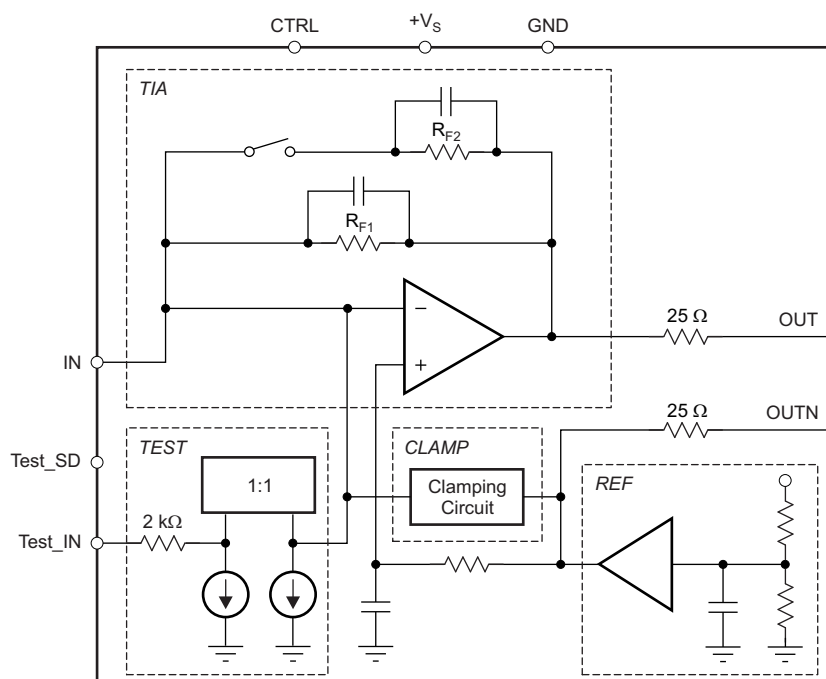 CTRL
+VS
GND
TIA
RF2
RF1
−
+
25 Ω
OUT
IN
25 Ω
OUTN
TEST
CLAMP
REF
Test_SD
1:1
Clamping
Circuit
2 kΩ
Test_IN